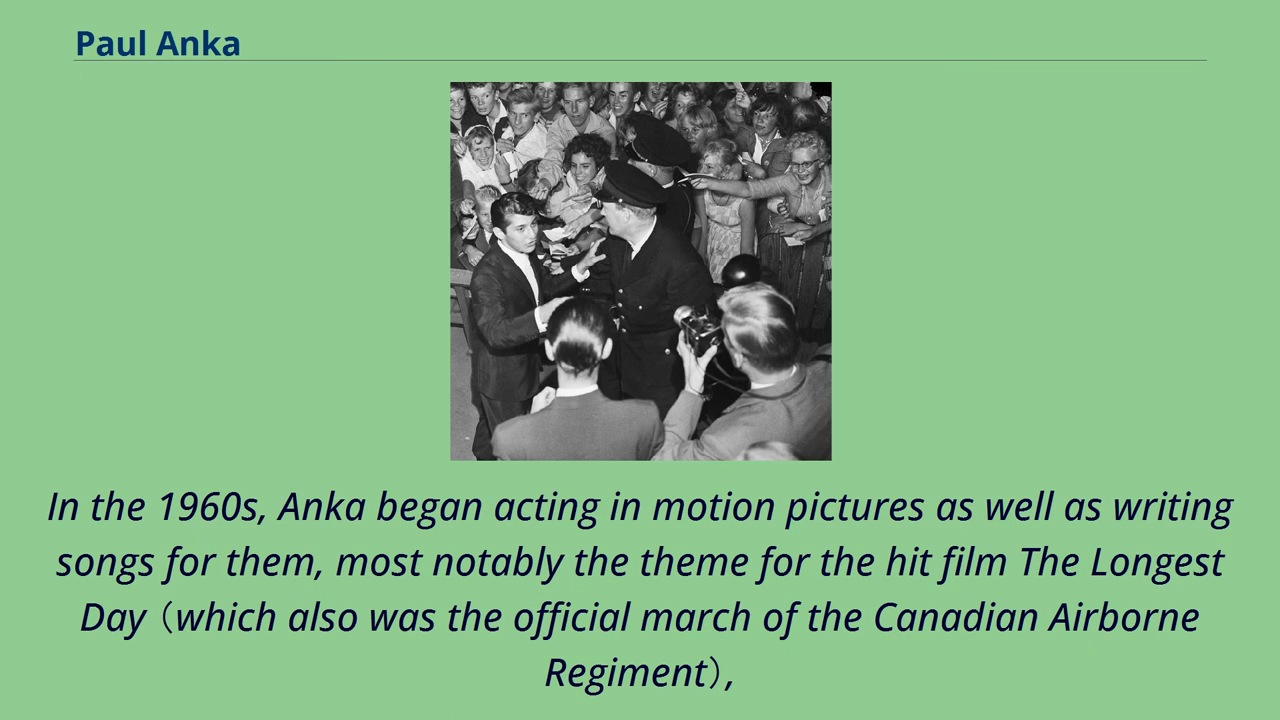 Paul Anka
In the 1960s, Anka began acting in motion pictures as well as writing
songs for them, most notably the theme for the hit film The Longest
Day（which also was the official march of the Canadian Airborne
Regiment）,